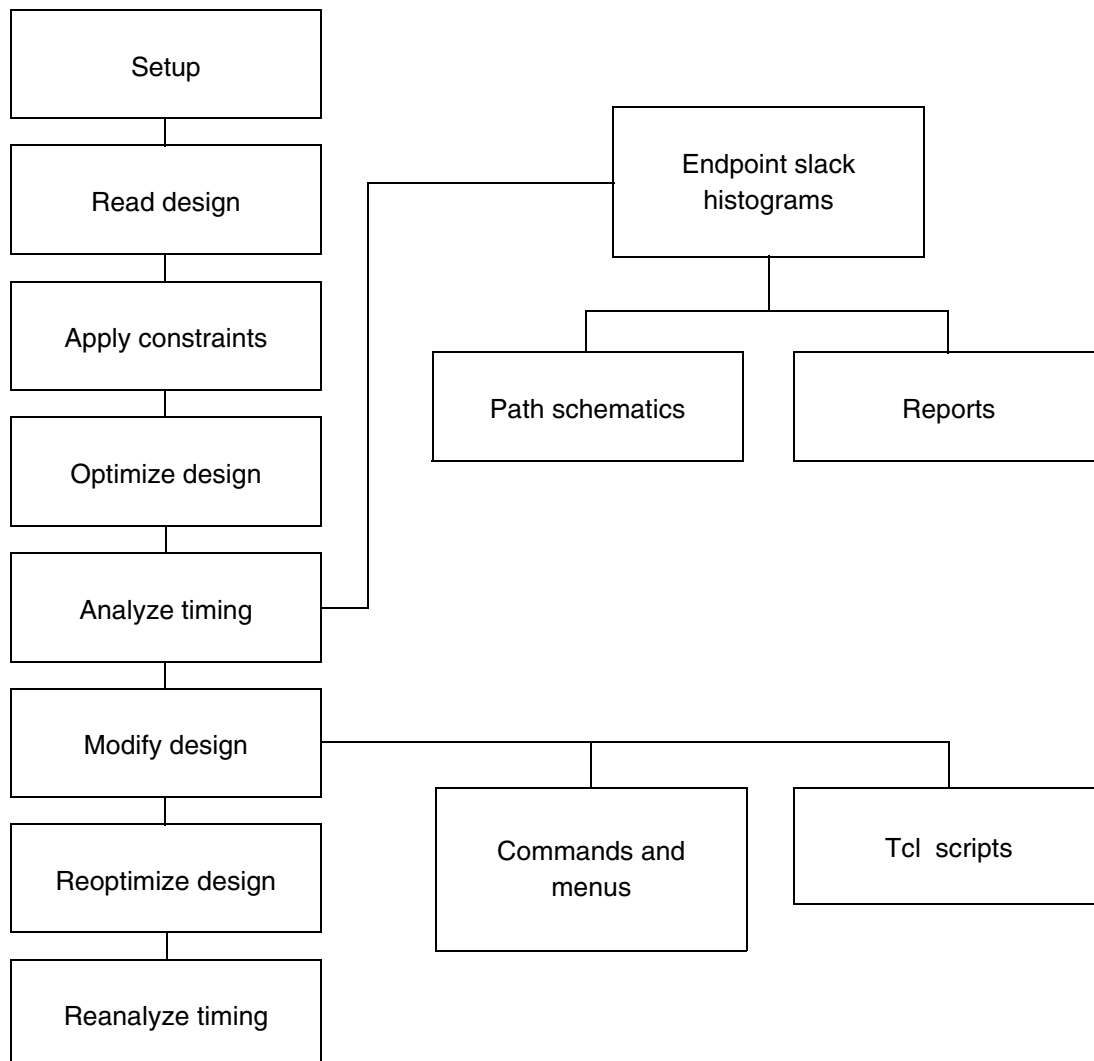 Setup
Read design
Apply constraints
Optimize design
Analyze timing
Modify design
Reoptimize design
Reanalyze timing
Endpoint slack
histograms
Path schematics
Reports
Commands and
menus
Tcl scripts